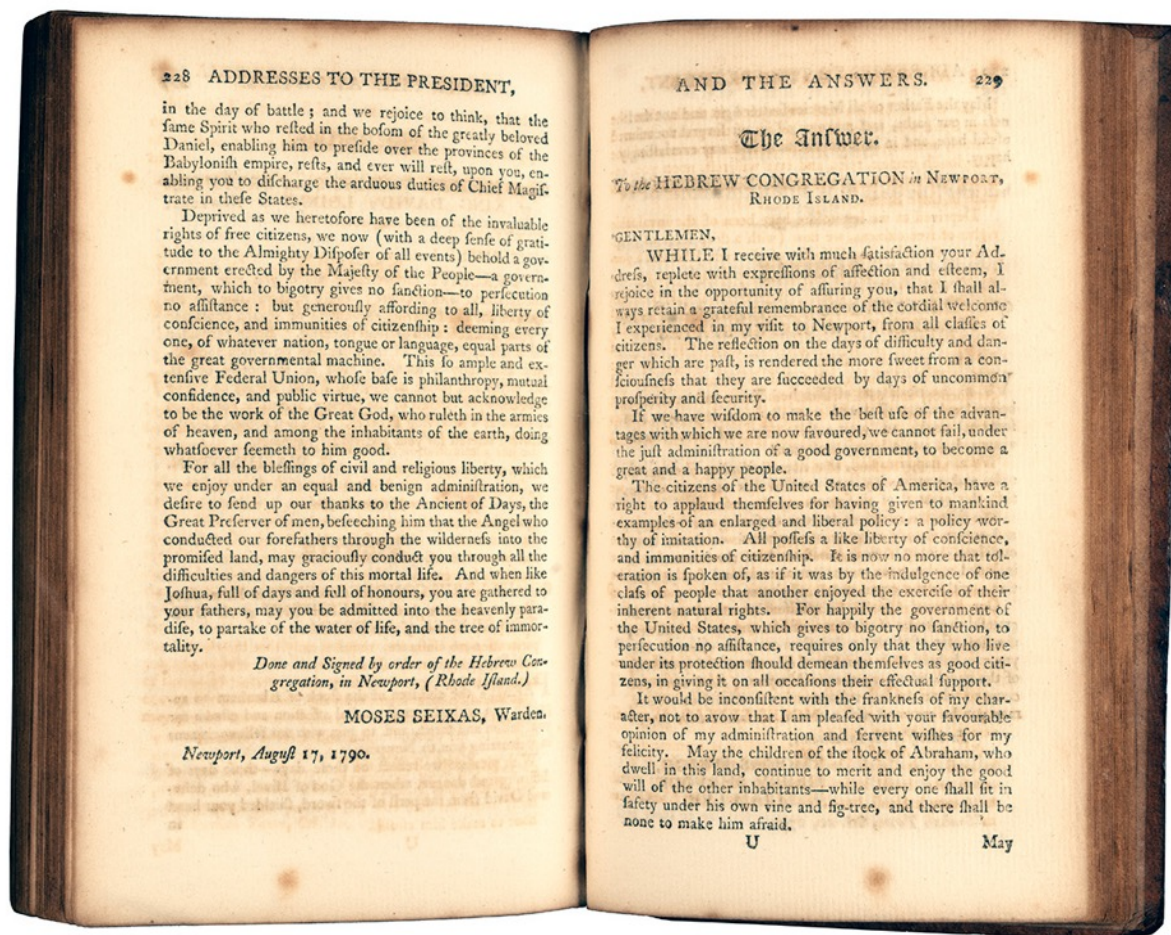 228 ADDRESSES TO THE PRESIDENT,
in the day of battle ; and we rejoice to think, that the
ſame Spirit who reſted in the boſom of the greatly beloved
Daniel, enabling him to preſide over the provinces of the
Babyloniſh empire, reſts, and ever will reſt, upon you, en-
abling you to diſcharge the arduous duties of Chief Magiſ-
trate in theſe States.
Deprived as we heretofore have been of the invaluable
rights of free citizens, we now (with a deep ſenſe of grati-
tude to the Almighty Diſpoſer of all events) behold a gov-
ernment erected by the Majeſty of the People—a govern-
ment, which to bigotry gives no ſanction—to perſecution
no aſſiſtance : but generouſly affording to all, liberty of
conſcience, and immunities of citizenſhip : deeming every
one, of whatever nation, tongue or language, equal parts of
the great governmental machine. This ſo ample and ex-
tenſive Federal Union, whoſe baſe is philanthropy, mutual
confidence, and public virtue, we cannot but acknowledge
to be the work of the Great God, who ruleth in the armies
of heaven, and among the inhabitants of the earth, doing
whatſoever ſeemeth to him good.
For all the bleſſings of civil and religious liberty, which
we enjoy under an equal and benign adminiſtration, we
deſire to ſend up our thanks to the Ancient of Days, the
Great Preſerver of men, beſeeching him that the Angel who
conducted our forefathers through the wilderneſs into the
promiſed land, may graciouſly conduct you through all the
difficulties and dangers of this mortal life. And when like
Joſhua, full of days and full of honours, you are gathered to
your fathers, may you be admitted into the heavenly para-
diſe, to partake of the water of life, and the tree of immor-
tality.
Done and Signed by order of the Hebrew Con-
gregation, in Newport, (Rhode Iſland.)
MOSES SEIXAS, Warden.
Newport, Auguſt 17, 1790.
AND THE ANSWERS. 229
The Anſwer.
To the HEBREW CONGREGATION in NEWPORT,
RHODE ISLAND.
GENTLEMEN,
WHILE I receive with much ſatisfaction your Ad-
dreſs, replete with expreſſions of affection and eſteem, I
rejoice in the opportunity of aſſuring you, that I ſhall al-
ways retain a grateful remembrance of the cordial welcome
I experienced in my viſit to Newport, from all claſſes of
citizens. The reflection on the days of difficulty and dan-
ger which are paſt, is rendered the more ſweet from a con-
ſciouſneſs that they are ſucceeded by days of uncommon
proſperity and ſecurity.
If we have wiſdom to make the beſt uſe of the advan-
tages with which we are now favoured, we cannot fail, under
the juſt adminiſtration of a good government, to become a
great and a happy people.
The citizens of the United States of America, have a
right to applaud themſelves for having given to mankind
examples of an enlarged and liberal policy : a policy wor-
thy of imitation. All poſſeſs a like liberty of conſcience,
and immunities of citizenſhip. It is now no more that tol-
eration is ſpoken of, as if it was by the indulgence of one
claſs of people that another enjoyed the exerciſe of their
inherent natural rights. For happily the government of
the United States, which gives to bigotry no ſanction, to
perſecution no aſſiſtance, requires only that they who live
under its protection ſhould demean themſelves as good citi-
zens, in giving it on all occaſions their effectual ſupport.
It would be inconſiſtent with the frankneſs of my char-
acter, not to avow that I am pleaſed with your favourable
opinion of my adminiſtration and fervent wiſhes for my
felicity. May the children of the ſtock of Abraham, who
dwell in this land, continue to merit and enjoy the good
will of the other inhabitants—while every one ſhall ſit in
ſafety under his own vine and fig-tree, and there ſhall be
none to make him afraid.
U May